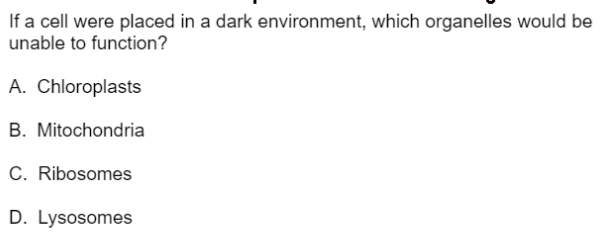 If a cell were placed in a dark environment, which organelles would be
unable to function?
A. Chloroplasts
B. Mitochondria
C. Ribosomes
D. Lysosomes